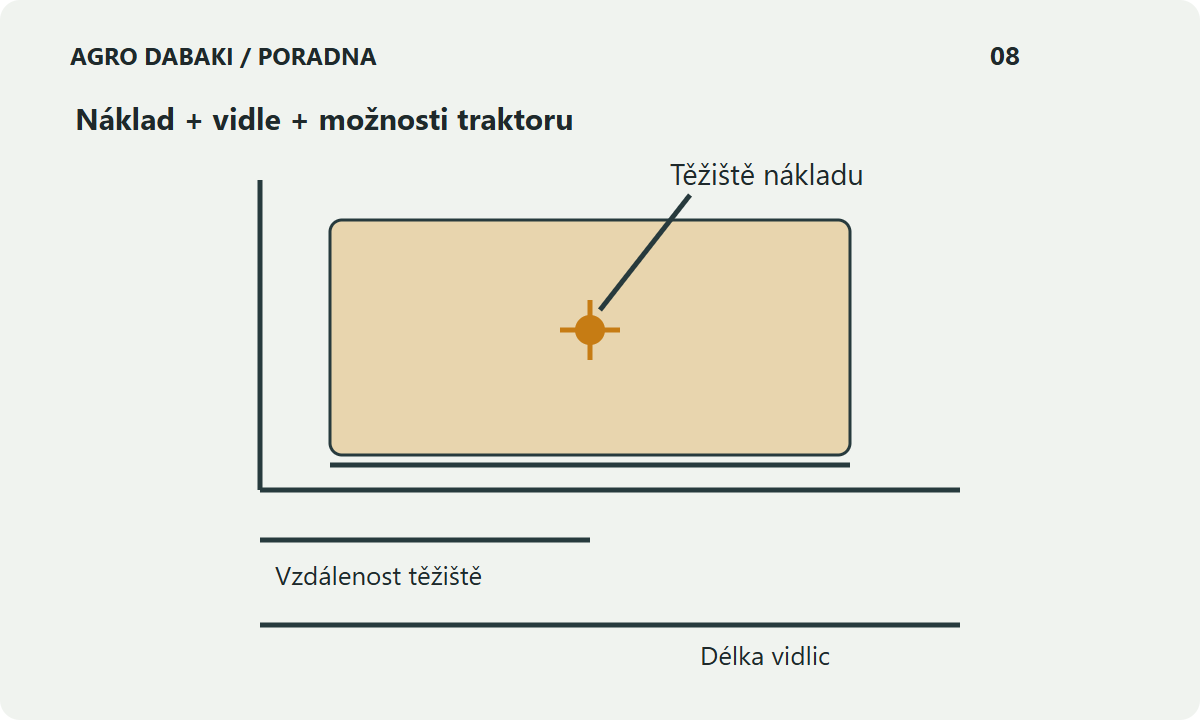 AGRO DABAKI / PORADNA
08
Náklad + vidle + možnosti traktoru
Těžiště nákladu
Vzdálenost těžiště
Délka vidlic